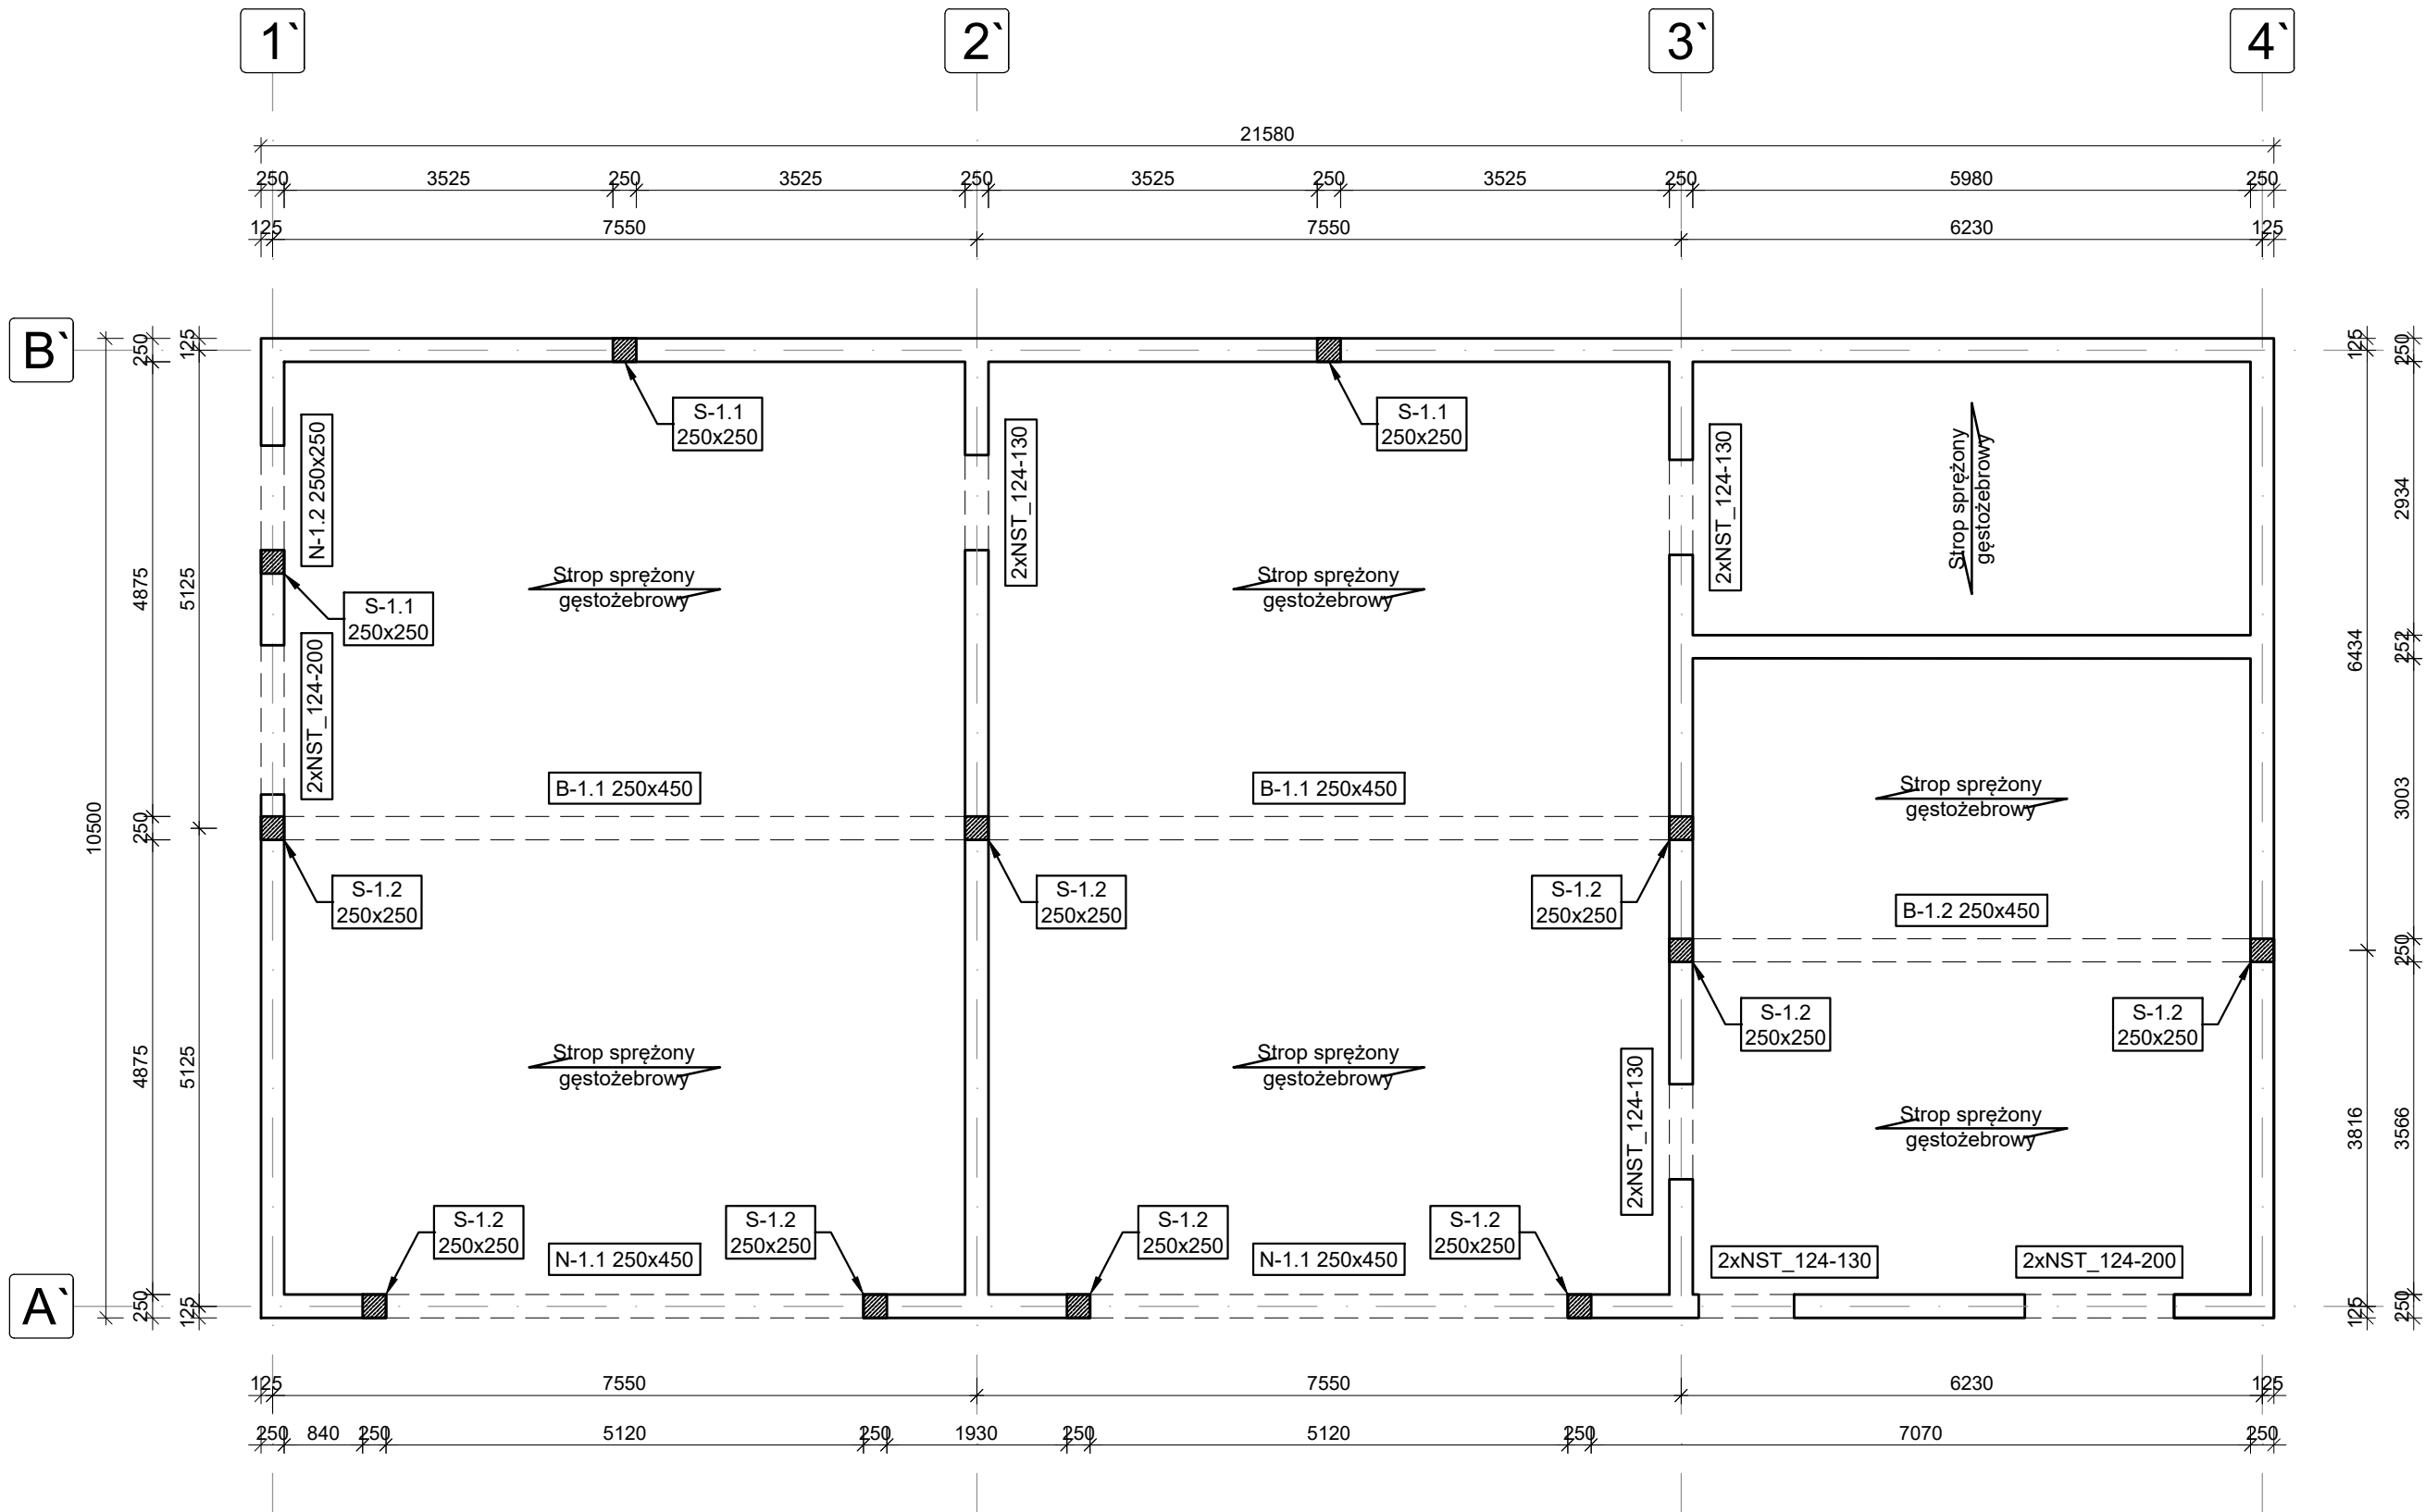 1`
2`
3`
4`
21580
250
3525
250
3525
250
3525
250
3525
250
5980
250
125
7550
7550
6230
125
B`
A`
10500
250
4875
250
4875
250
125
5125
5125
125
125
6434
3816
125
250
2934
252
3003
250
3566
250
S-1.1
250x250
S-1.1
250x250
N-1.2 250x250
2xNST_124-130
2xNST_124-130
Strop sprężony
gęstożebrowy
Strop sprężony
gęstożebrowy
Strop sprężony
gęstożebrowy
S-1.1
250x250
2xNST_124-200
B-1.1 250x450
B-1.1 250x450
Strop sprężony
gęstożebrowy
S-1.2
250x250
S-1.2
250x250
S-1.2
250x250
B-1.2 250x450
S-1.2
250x250
S-1.2
250x250
Strop sprężony
gęstożebrowy
Strop sprężony
gęstożebrowy
2xNST_124-130
Strop sprężony
gęstożebrowy
S-1.2
250x250
S-1.2
250x250
S-1.2
250x250
S-1.2
250x250
N-1.1 250x450
N-1.1 250x450
2xNST_124-130
2xNST_124-200
125
7550
7550
6230
125
250
840
250
5120
250
1930
250
5120
250
7070
250